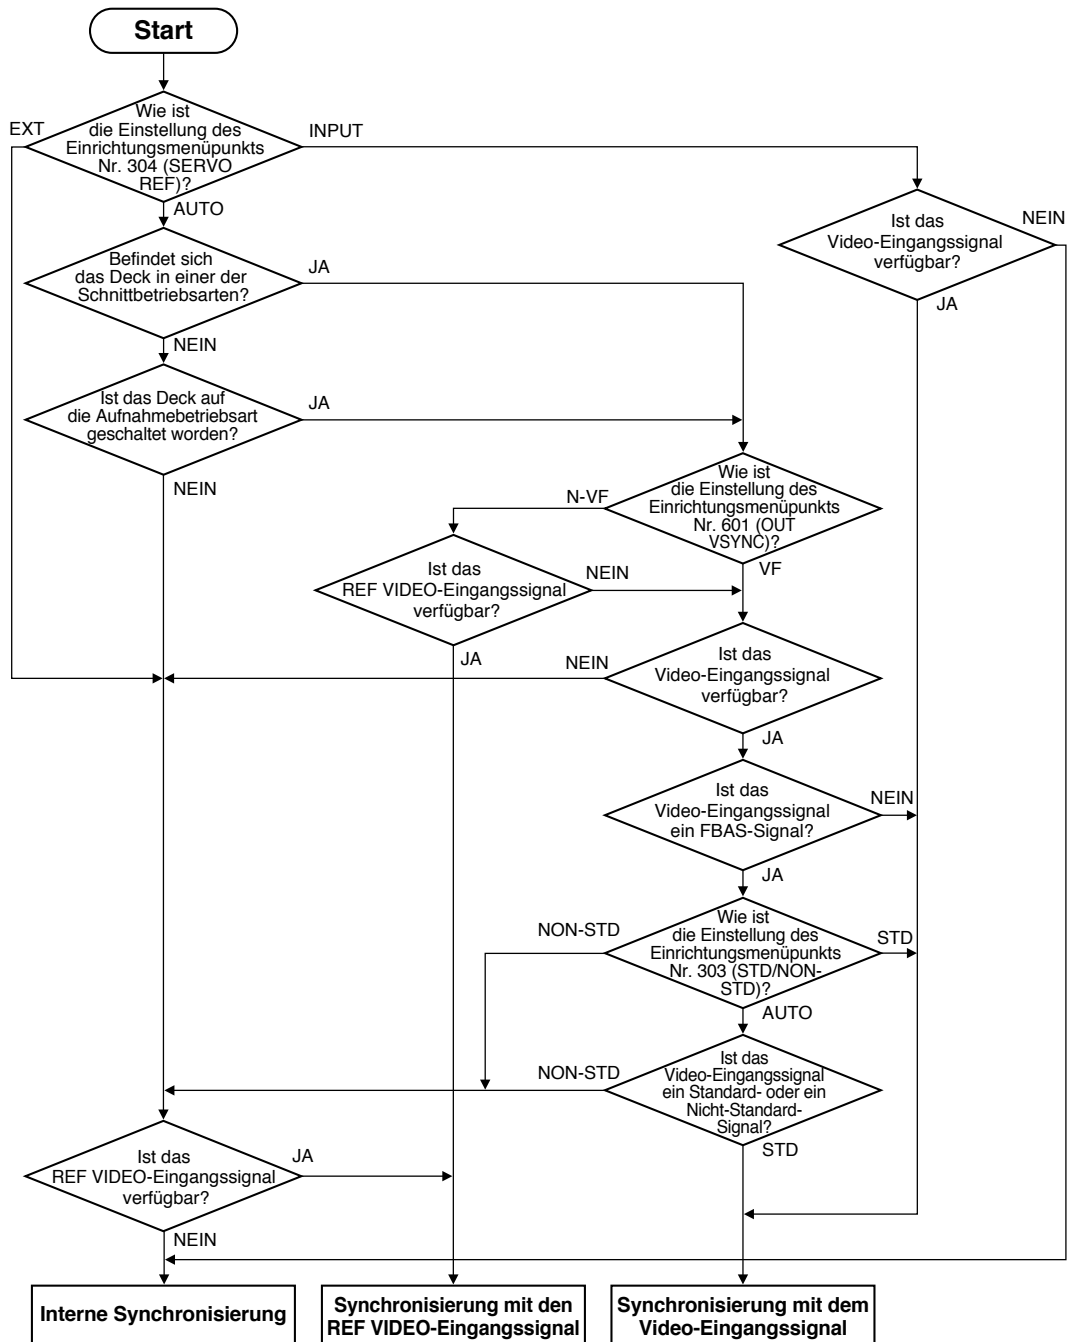 Start
Wie ist
die Einstellung des
Einrichtungsmenüpunkts
Nr. 304 (SERVO
REF)?
EXT
INPUT
AUTO
Ist das
Video-Eingangssignal
verfügbar?
NEIN
JA
Befindet sich
das Deck in einer der
Schnittbetriebsarten?
JA
NEIN
Ist das Deck auf
die Aufnahmebetriebsart
geschaltet worden?
JA
NEIN
Wie ist
die Einstellung des
Einrichtungsmenüpunkts
Nr. 601 (OUT
VSYNC)?
N-VF
VF
Ist das
REF VIDEO-Eingangssignal
verfügbar?
NEIN
JA
Ist das
Video-Eingangssignal
verfügbar?
NEIN
JA
Ist das
Video-Eingangssignal
ein FBAS-Signal?
NEIN
JA
Wie ist
die Einstellung des
Einrichtungsmenüpunkts
Nr. 303 (STD/NON-
STD)?
NON-STD
STD
AUTO
Ist das
Video-Eingangssignal
ein Standard- oder ein
Nicht-Standard-
Signal?
NON-STD
STD
Ist das
REF VIDEO-Eingangssignal
verfügbar?
JA
NEIN
Interne Synchronisierung
Synchronisierung mit den
REF VIDEO-Eingangssignal
Synchronisierung mit dem
Video-Eingangssignal